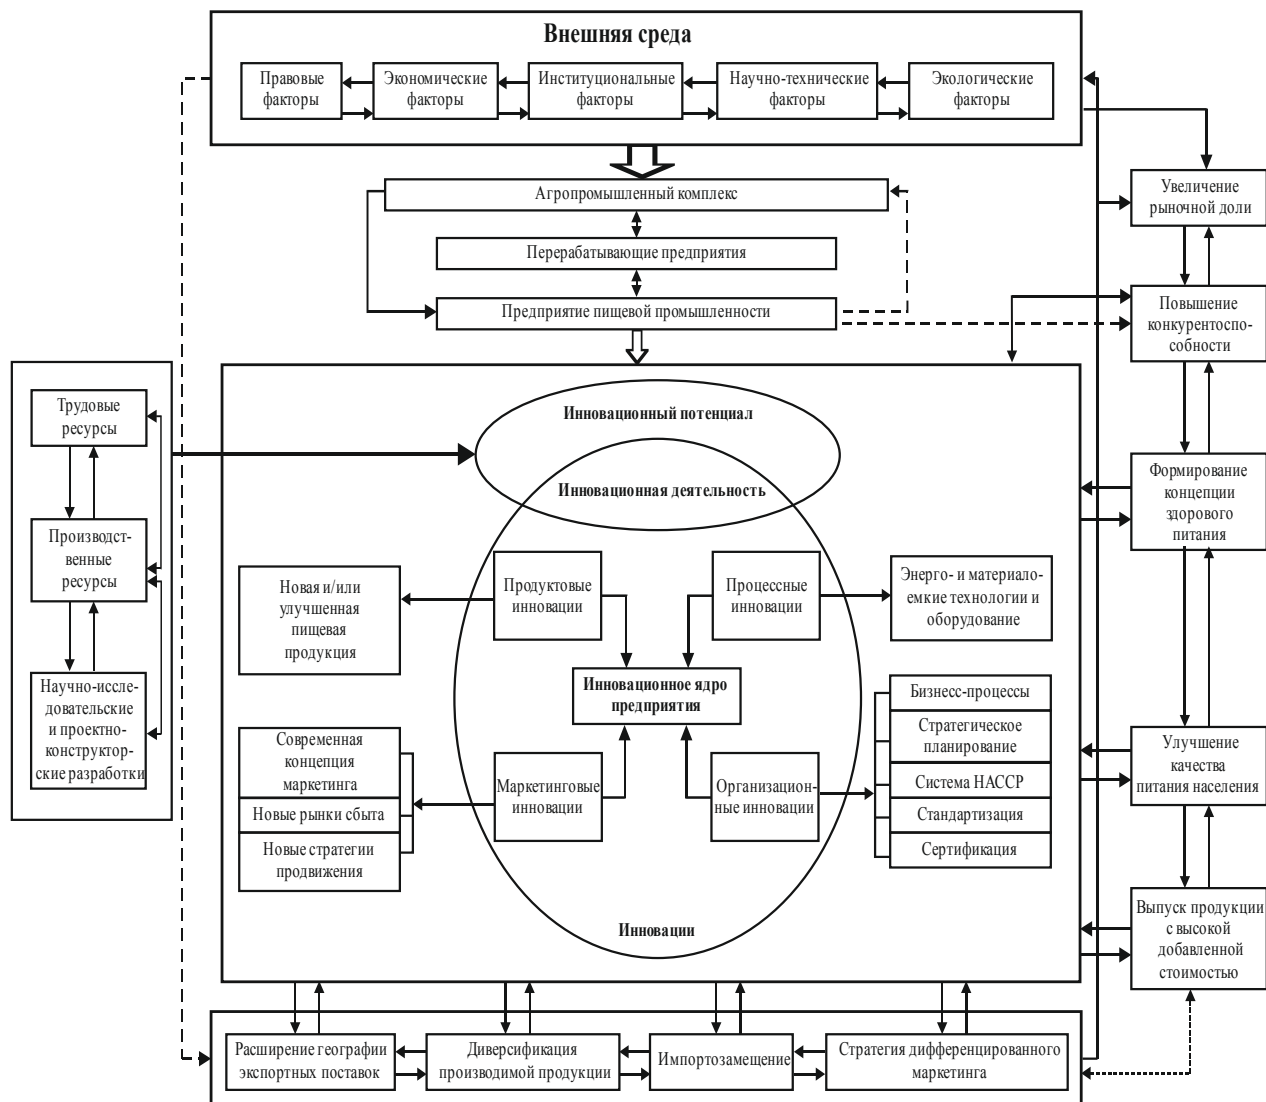 Внешняя среда
Правовые
факторы
Экономические
факторы
Институциональные
факторы
Научно-технические
факторы
Экологические
факторы
Агропромышленный комплекс
Перерабатывающие предприятия
Предприятие пищевой промышленности
Увеличение
рыночной доли
Повышение
конкурентоспо-
собности
Формирование
концепции
здорового
питания
Улучшение
качества
питания населения
Выпуск продукции
с высокой
добавленной
стоимостью
Трудовые
ресурсы
Производст-
венные
ресурсы
Научно-иссле-
довательские
и проектно-
конструктор-
ские разработки
Инновационный потенциал
Инновационная деятельность
Новая и/или
улучшенная
пищевая
продукция
Продуктовые
инновации
Процессные
инновации
Энерго- и материало-
емкие технологии и
оборудование
Инновационное ядро
предприятия
Современная
концепция
маркетинга
Новые рынки сбыта
Новые стратегии
продвижения
Маркетинговые
инновации
Организацион-
ные инновации
Бизнесс-процессы
Стратегическое
планирование
Система НАССР
Стандартизация
Сертификация
Инновации
Расширение географии
экспортных поставок
Диверсификация
производимой продукции
Импортозамещение
Стратегия дифференцированного
маркетинга